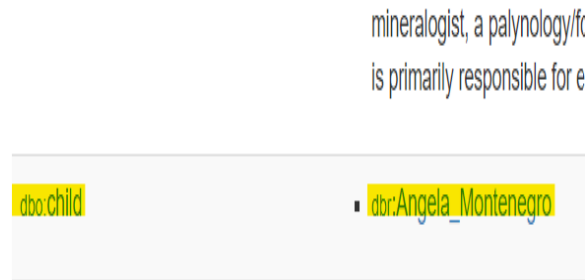 mineralogist, a palynology/fo
is primarily responsible for e
dbo:child
▪ dbr:Angela_Montenegro